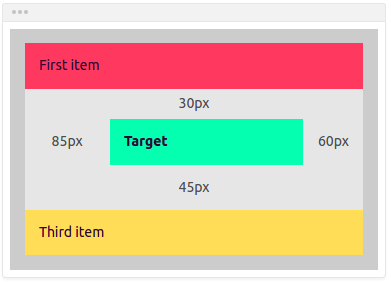 First item
30px
85px
Target
60px
45px
Third item